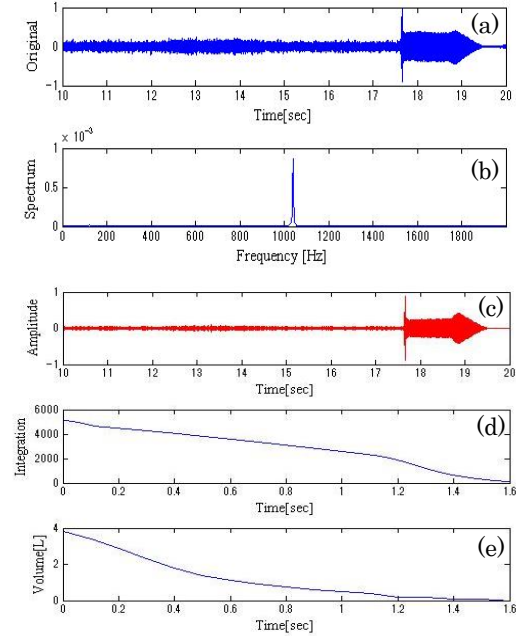 (a)
Original
1
0
−1
10 11 12 13 14 15 16 17 18 19 20
Time[sec]
x 10⁻³
(b)
Spectrum
1
0.5
0
0 200 400 600 800 1000 1200 1400 1600 1800
Frequency [Hz]
(c)
Amplitude
1
0
−1
10 11 12 13 14 15 16 17 18 19 20
Time[sec]
(d)
Integration
6000
4000
2000
0
0 0.2 0.4 0.6 0.8 1 1.2 1.4 1.6
Time[sec]
(e)
Volume[L]
4
2
0
0 0.2 0.4 0.6 0.8 1 1.2 1.4 1.6
Time[sec]